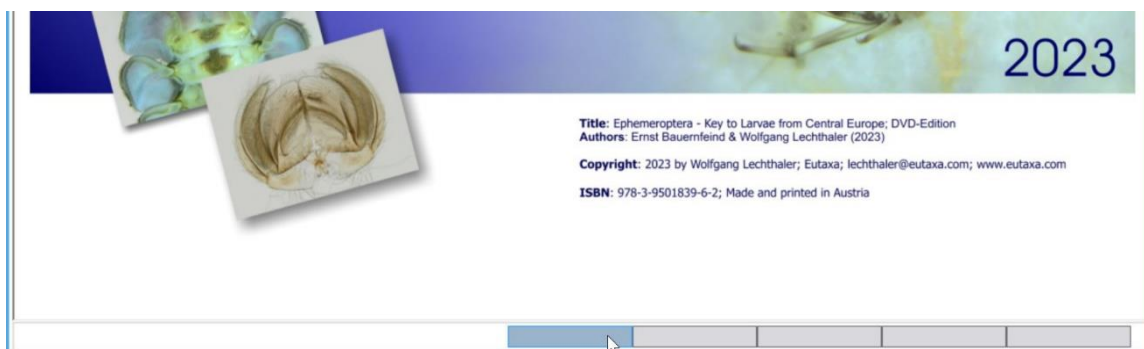 2023
Title: Ephemeroptera - Key to Larvae from Central Europe; DVD-Edition
Authors: Ernst Bauernfeind & Wolfgang Lechthaler (2023)
Copyright: 2023 by Wolfgang Lechthaler; Eutaxa; lechthaler@eutaxa.com; www.eutaxa.com
ISBN: 978-3-9501839-6-2; Made and printed in Austria